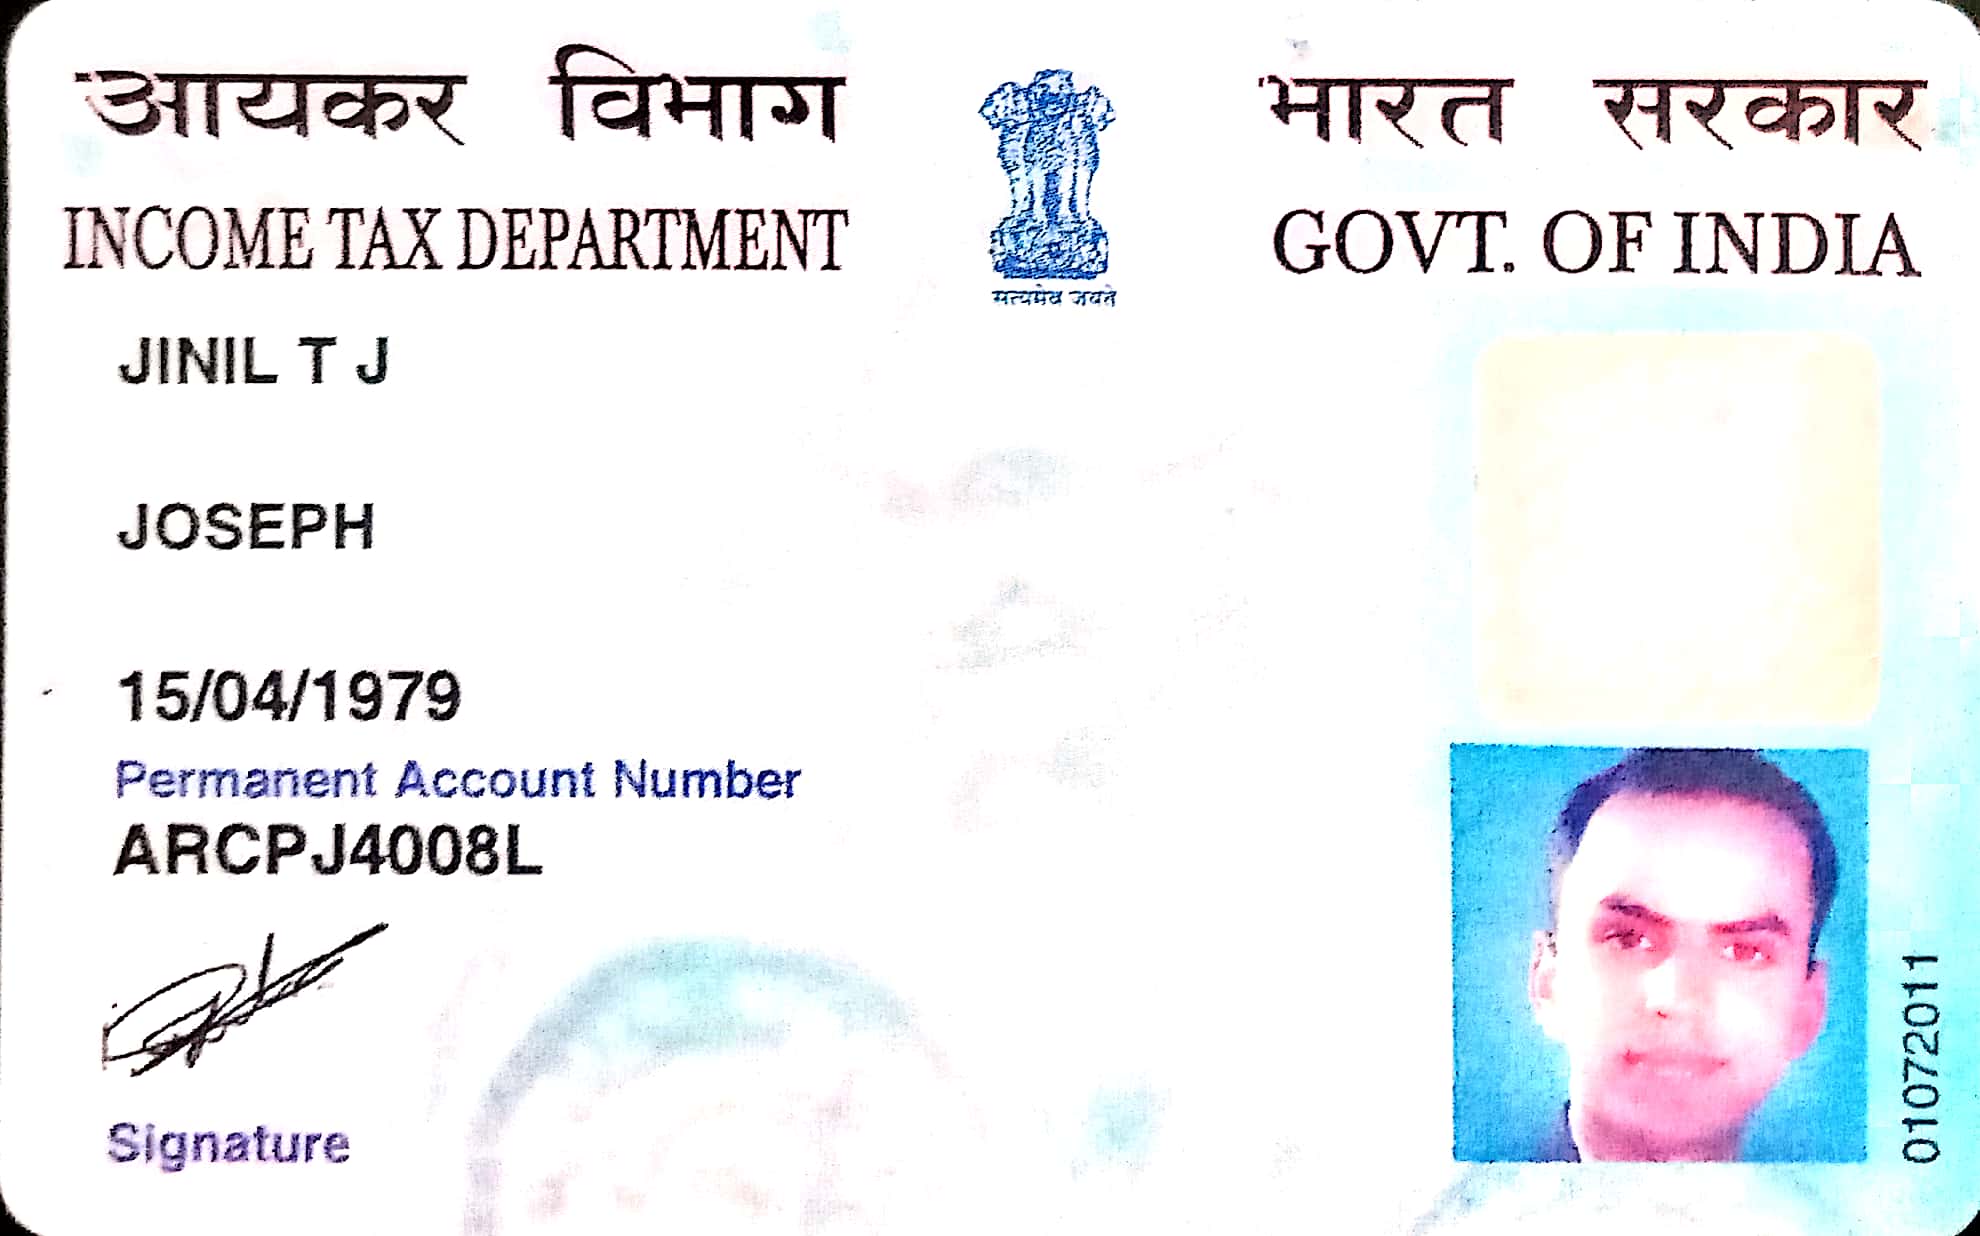 आयकर विभाग
INCOME TAX DEPARTMENT
सत्यमेव जयते
भारत सरकार
GOVT. OF INDIA
JINIL T J
JOSEPH
15/04/1979
Permanent Account Number
ARCPJ4008L
Signature
01072011